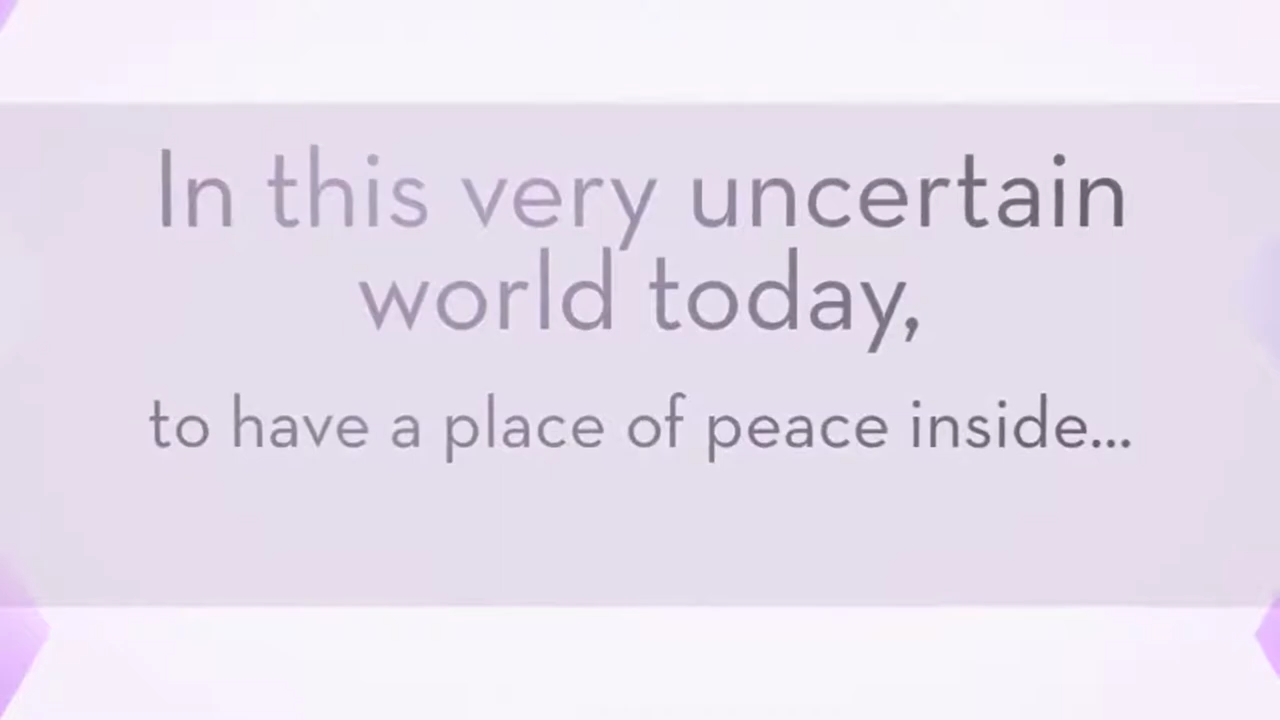 In this very uncertain
world today,
to have a place of peace inside...